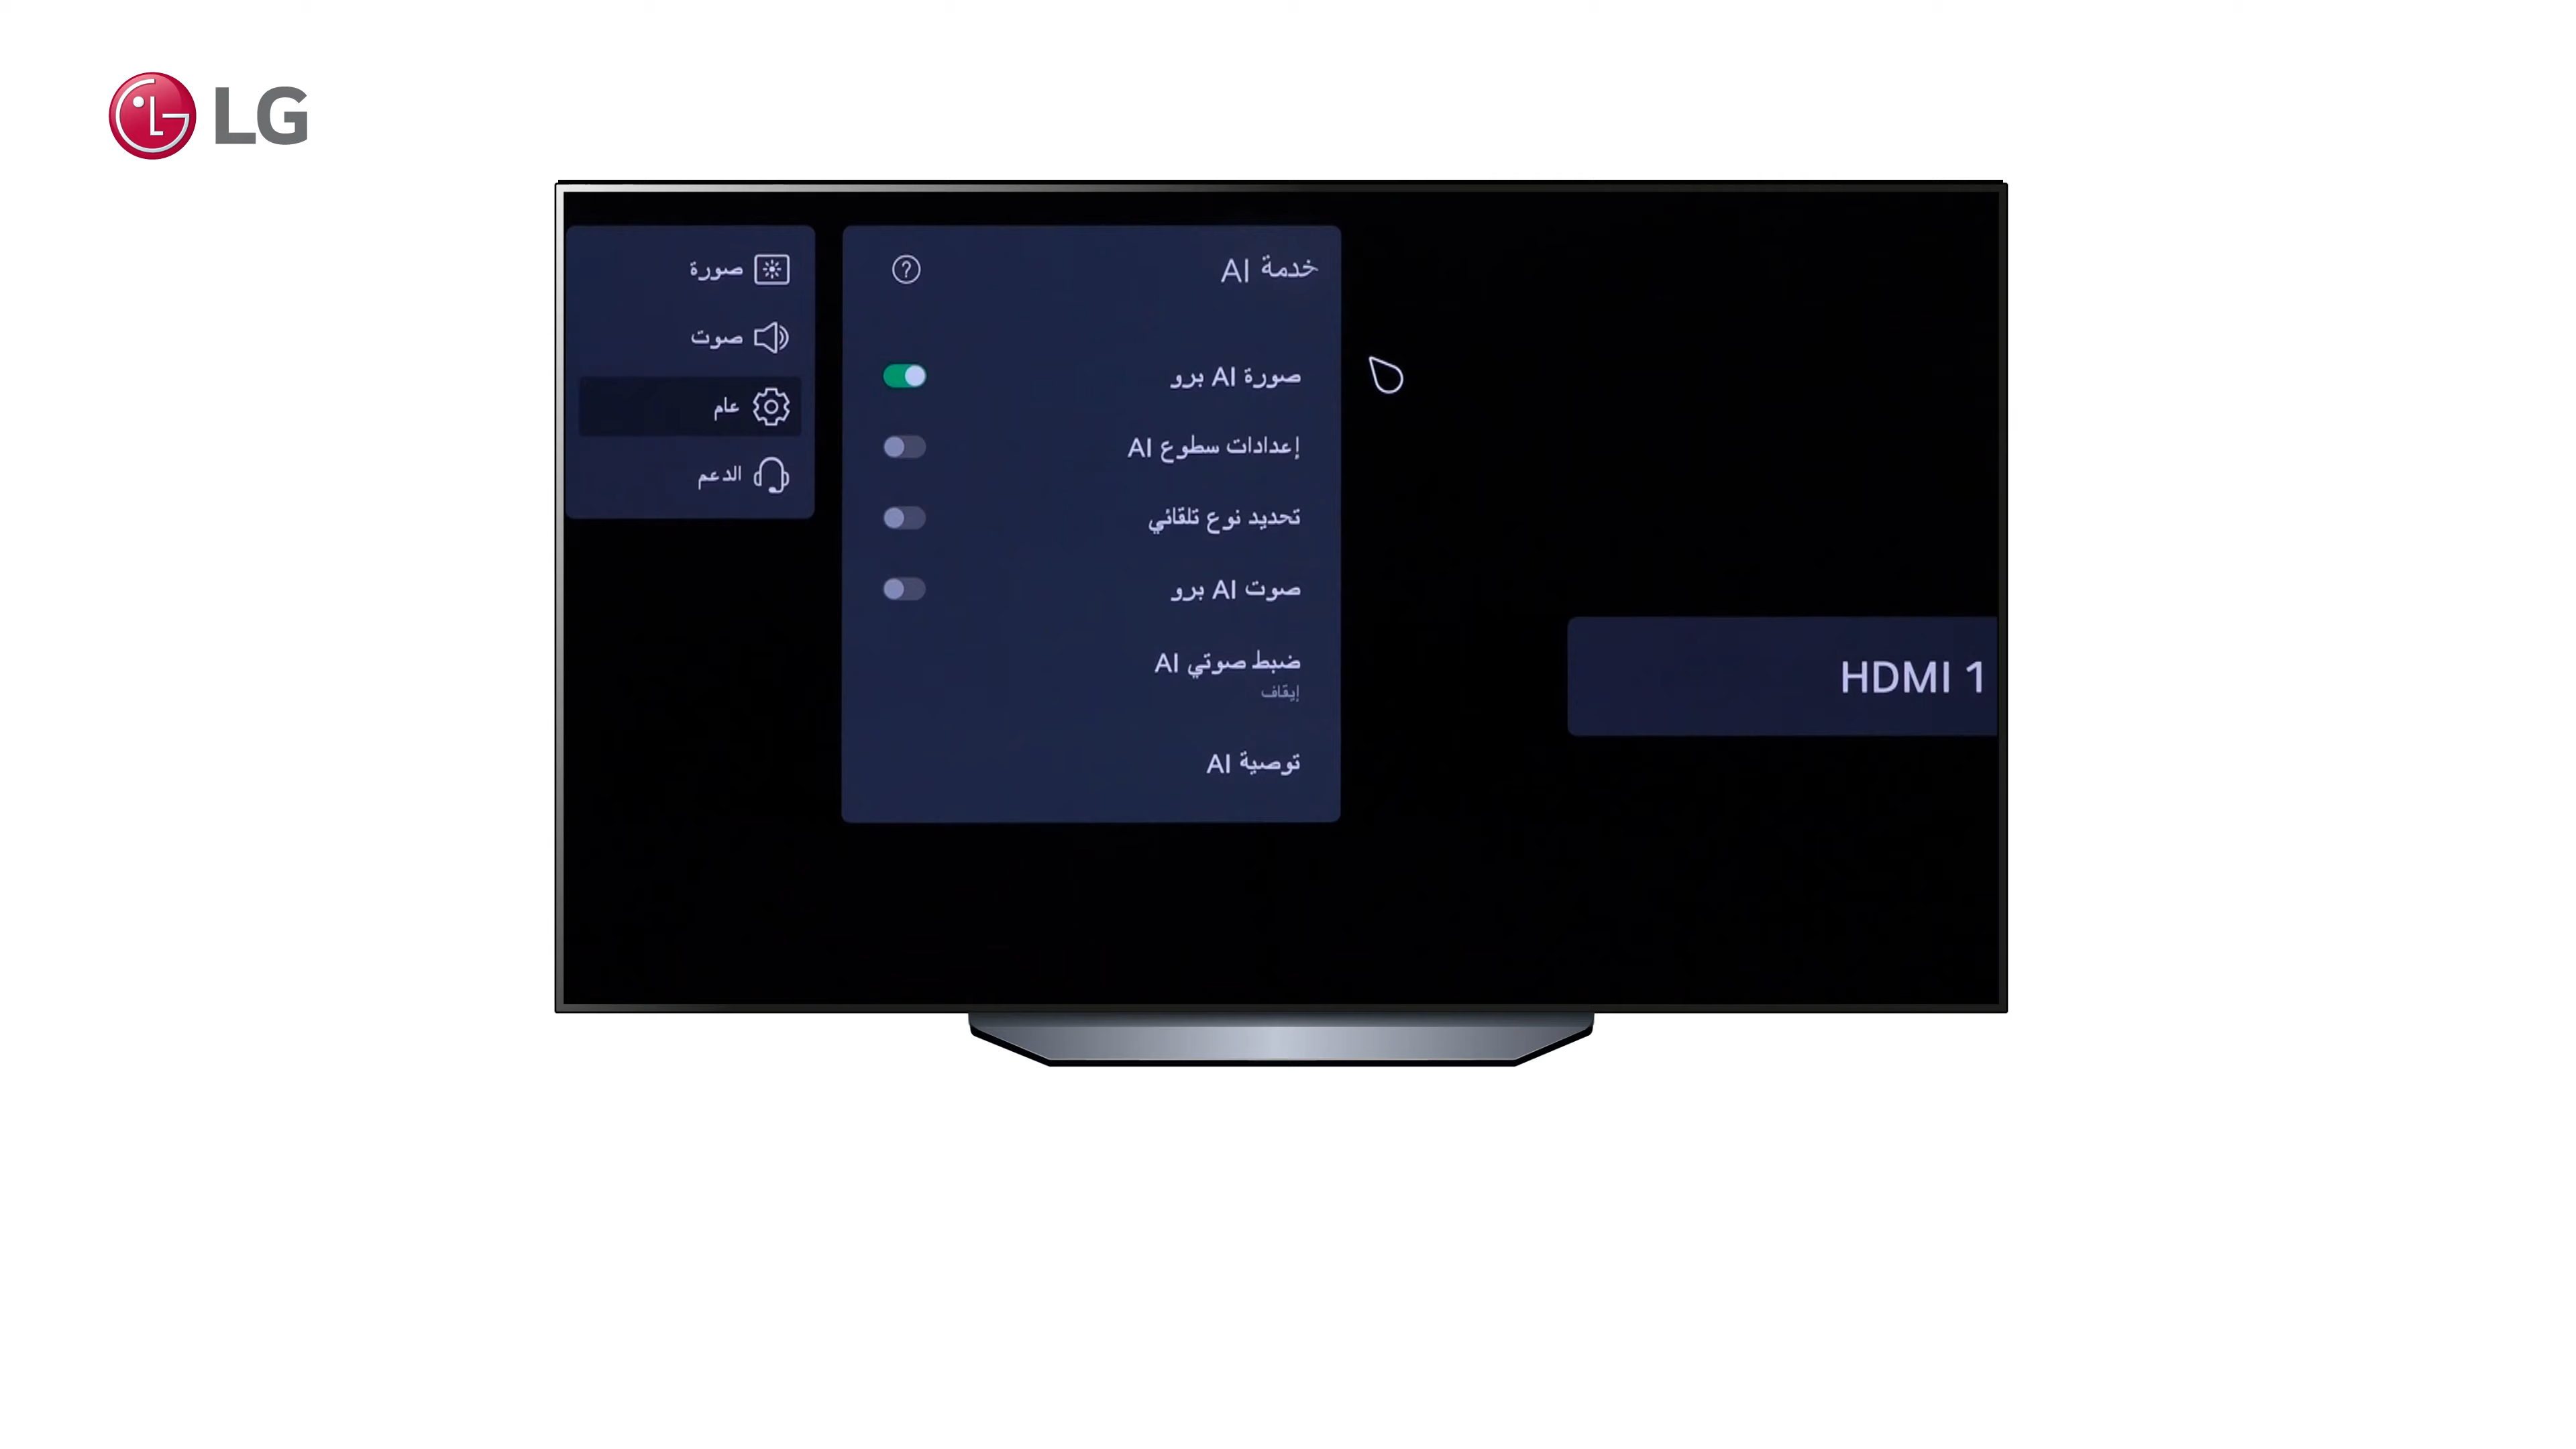 LG
صورة
صوت
عام
الدعم
خدمة AI
صورة AI برو
إعدادات سطوع AI
تحديد نوع تلقائي
صوت AI برو
ضبط صوتي AI
إيقاف
توصية AI
HDMI 1